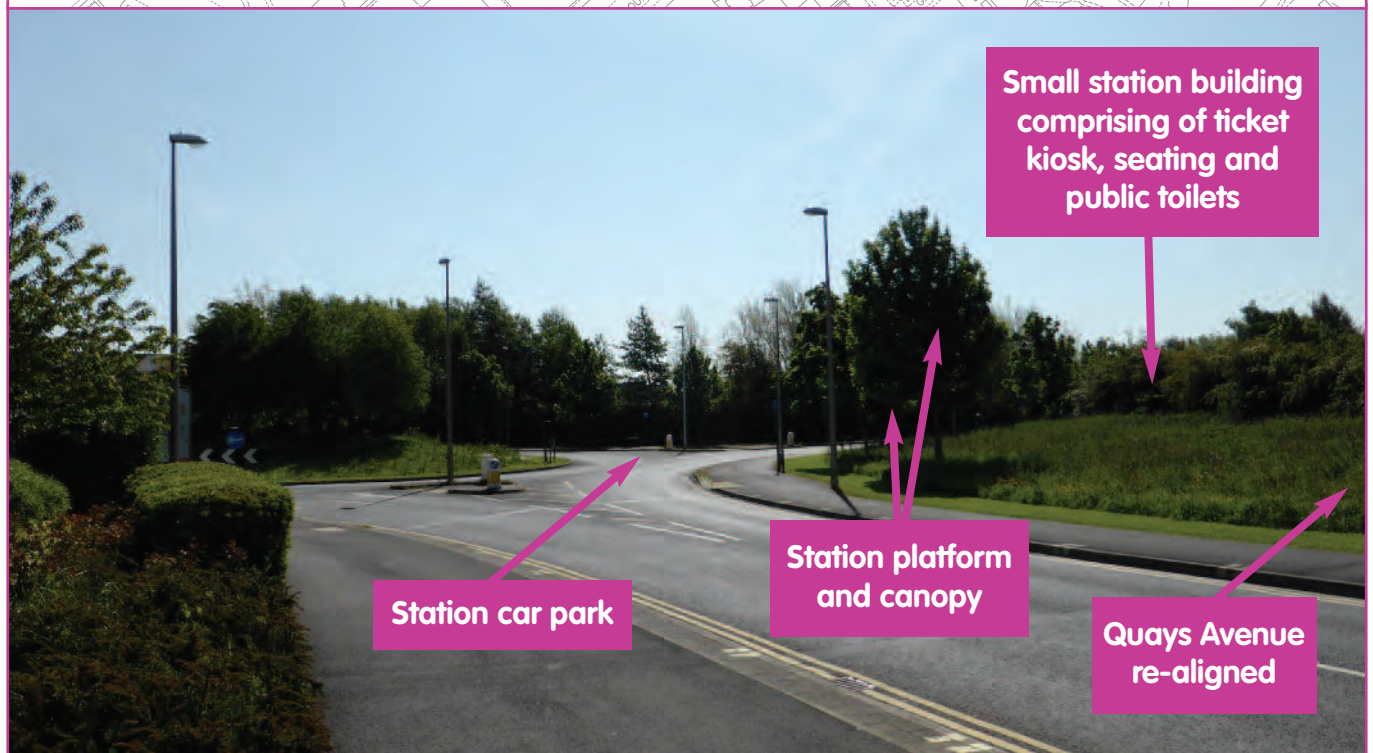 Small station building
comprising of ticket
kiosk, seating and
public toilets
Station platform
and canopy
Station car park
Quays Avenue
re-aligned